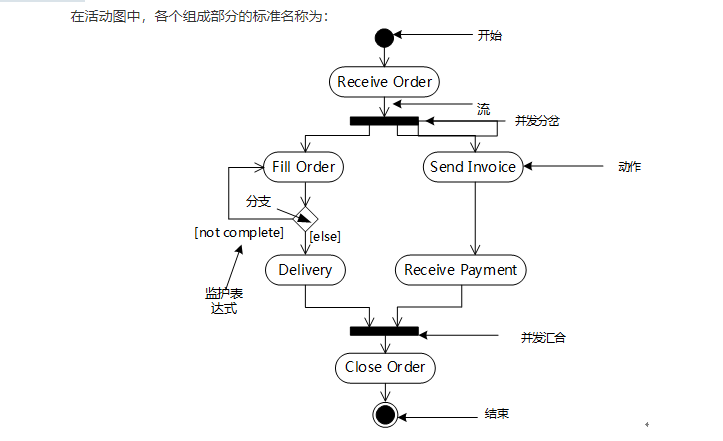 在活动图中，各个组成部分的标准名称为：
开始
Receive Order
流
并发分岔
Fill Order
Send Invoice
动作
分支
[not complete]
[else]
Delivery
Receive Payment
监护表
达式
并发汇合
Close Order
结束